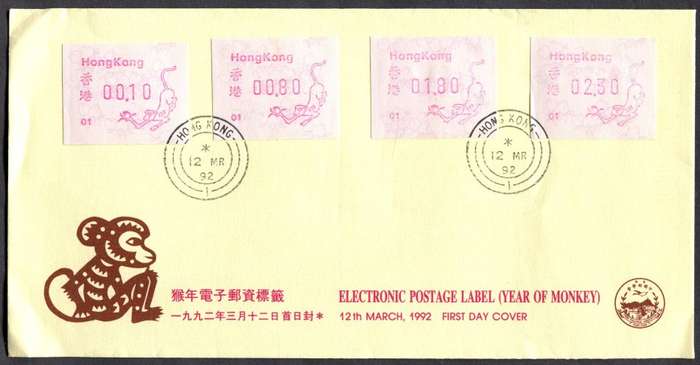 HongKong
香港
00.10
01
HongKong
香港
00.80
01
HongKong
香港
01.80
01
HongKong
香港
02.30
01
HONG KONG
*
12 MR
92
1
HONG KONG
*
12 MR
92
1
猴年電子郵資標籤
一九九二年三月十二日首日封*
ELECTRONIC POSTAGE LABEL (YEAR OF MONKEY)
12th MARCH, 1992 FIRST DAY COVER